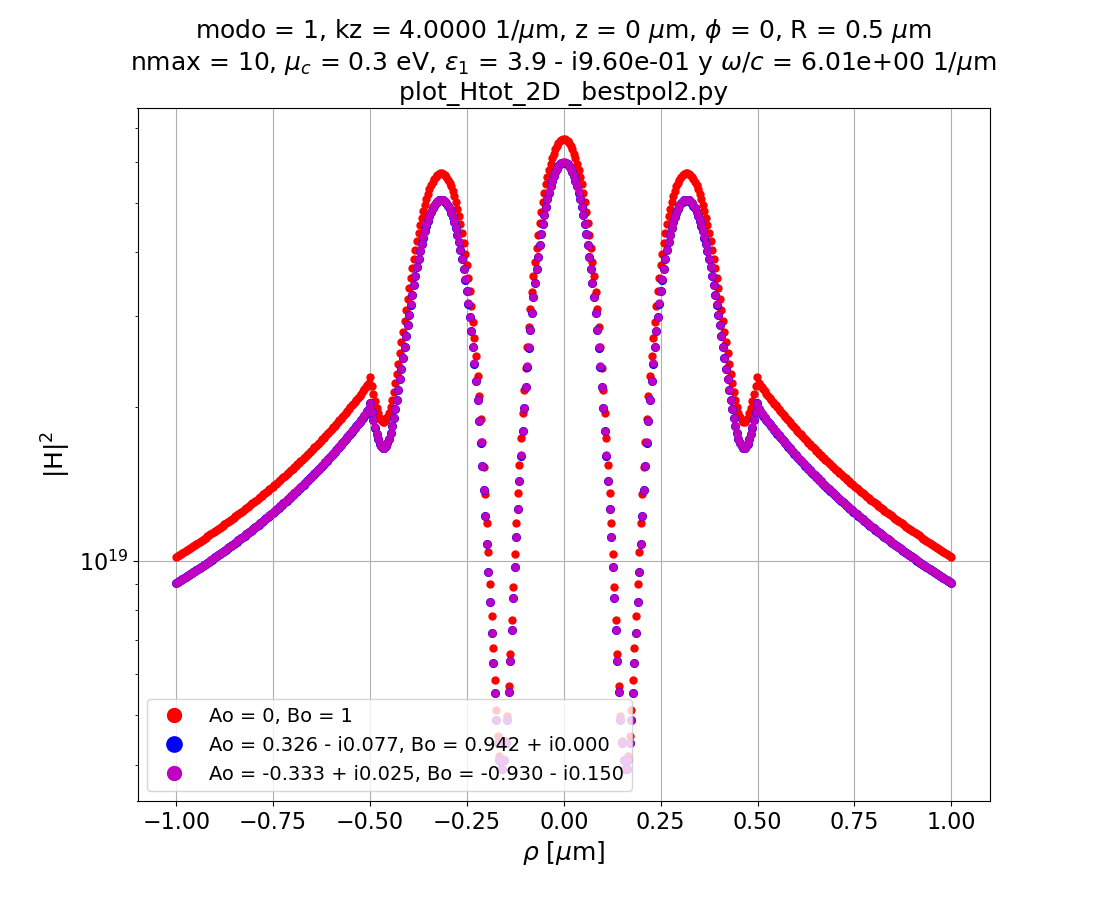 modo = 1, kz = 4.0000 1/μm, z = 0 μm, ϕ = 0, R = 0.5 μm
nmax = 10, μ_c = 0.3 eV, ε_1 = 3.9 - i9.60e-01 y ω/c = 6.01e+00 1/μm
plot_Htot_2D _bestpol2.py
|H|²
10¹⁹
Ao = 0, Bo = 1
Ao = 0.326 - i0.077, Bo = 0.942 + i0.000
Ao = -0.333 + i0.025, Bo = -0.930 - i0.150
−1.00 −0.75 −0.50 −0.25 0.00 0.25 0.50 0.75 1.00
ρ [μm]